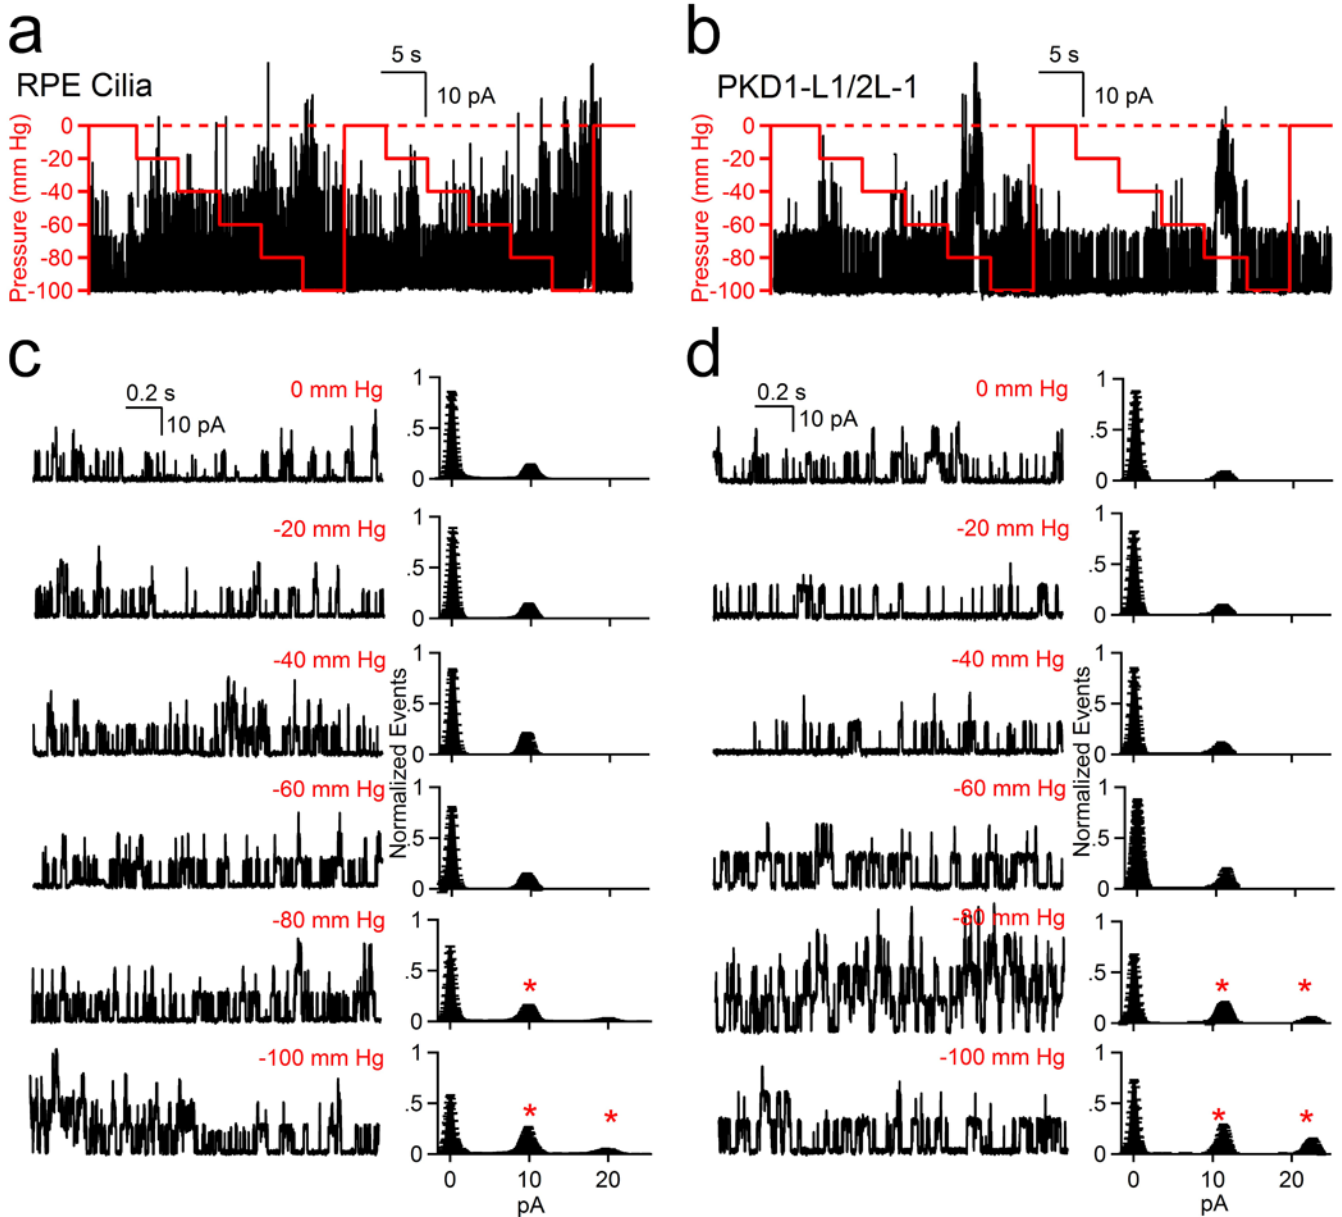 a
RPE Cilia
5 s
10 pA
Pressure (mm Hg)
0
-20
-40
-60
-80
-100
b
PKD1-L1/2L-1
5 s
10 pA
Pressure (mm Hg)
0
-20
-40
-60
-80
-100
c
0.2 s
10 pA
0 mm Hg
1
.5
0
-20 mm Hg
1
.5
0
-40 mm Hg
1
.5
0
-60 mm Hg
1
.5
0
-80 mm Hg
1
.5
0
*
-100 mm Hg
1
.5
0
* *
Normalized Events
0 10 20
pA
d
0.2 s
10 pA
0 mm Hg
1
.5
0
-20 mm Hg
1
.5
0
-40 mm Hg
1
.5
0
-60 mm Hg
1
.5
0
-80 mm Hg
1
.5
0
* *
-100 mm Hg
1
.5
0
* *
Normalized Events
0 10 20
pA